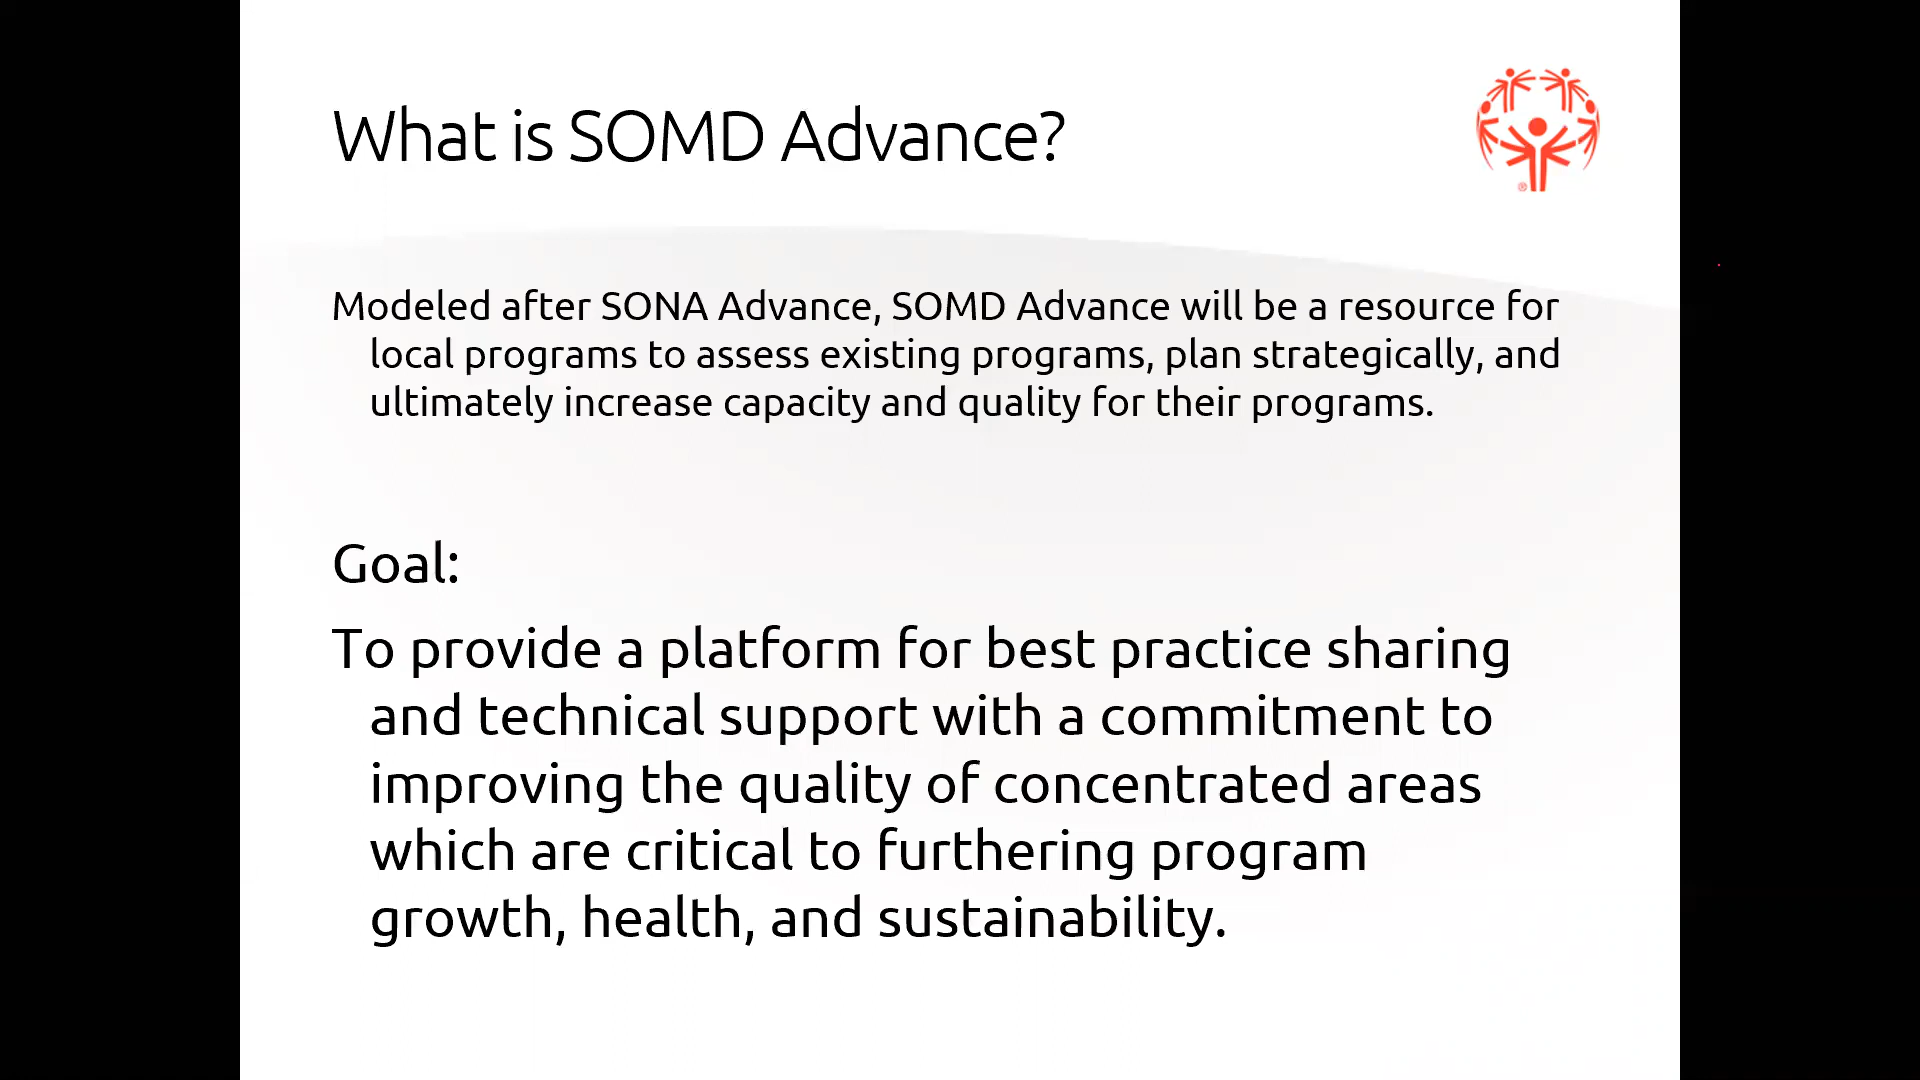 What is SOMD Advance?
®
Modeled after SONA Advance, SOMD Advance will be a resource for
local programs to assess existing programs, plan strategically, and
ultimately increase capacity and quality for their programs.
Goal:
To provide a platform for best practice sharing
and technical support with a commitment to
improving the quality of concentrated areas
which are critical to furthering program
growth, health, and sustainability.